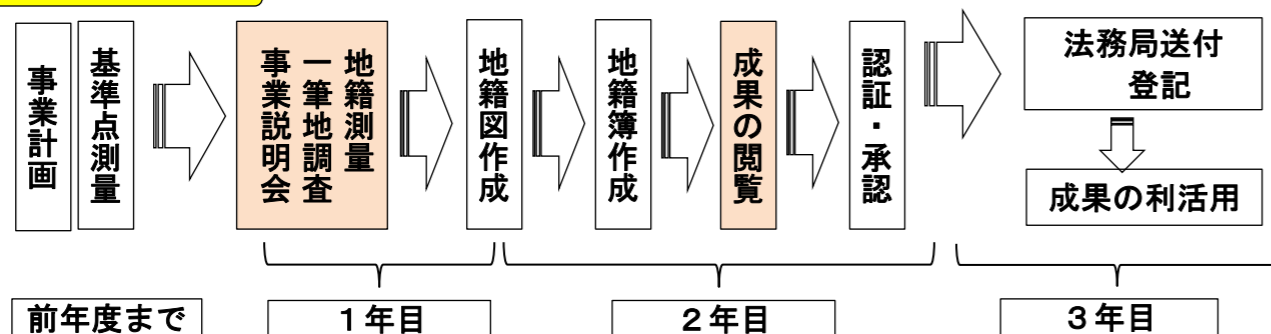 事業計画
基準点測量
事業説明会
一筆地調査
地籍測量
地籍図作成
地籍簿作成
成果の閲覧
認証・承認
法務局送付
登記
成果の利活用
前年度まで
１年目
２年目
３年目